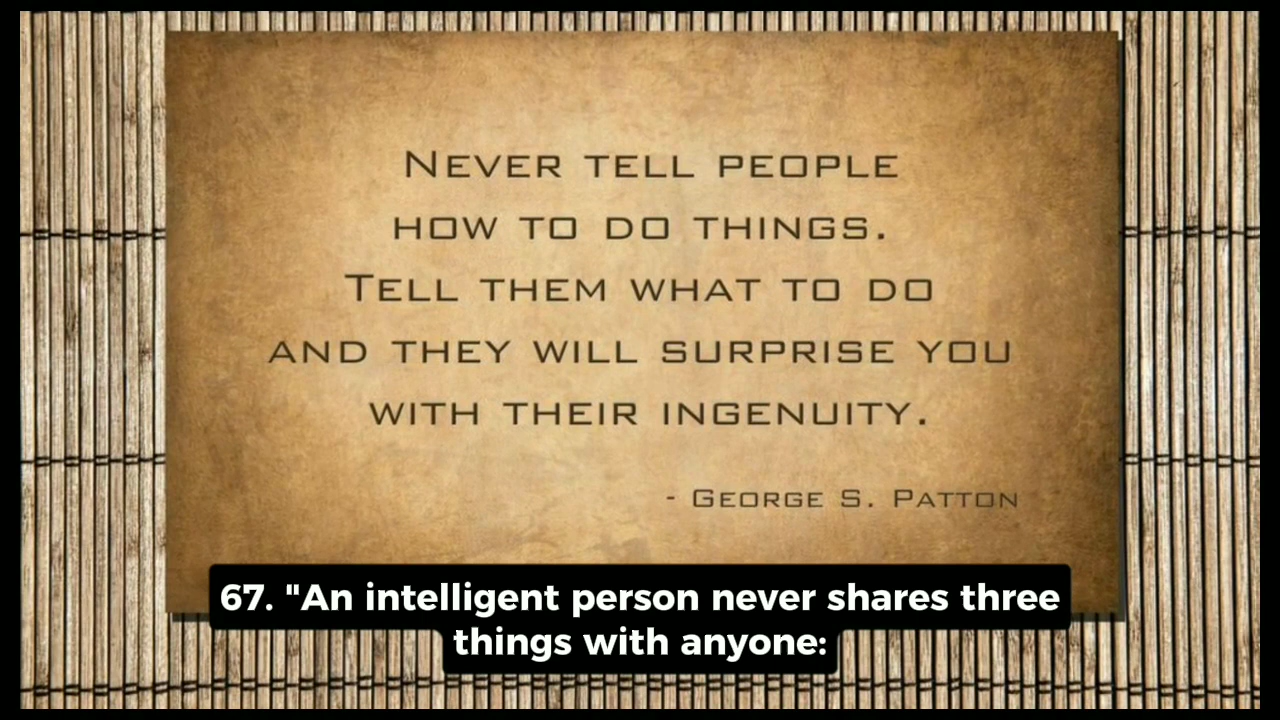 Never tell people
how to do things.
Tell them what to do
and they will surprise you
with their ingenuity.
- George S. Patton
67. "An intelligent person never shares three
things with anyone: